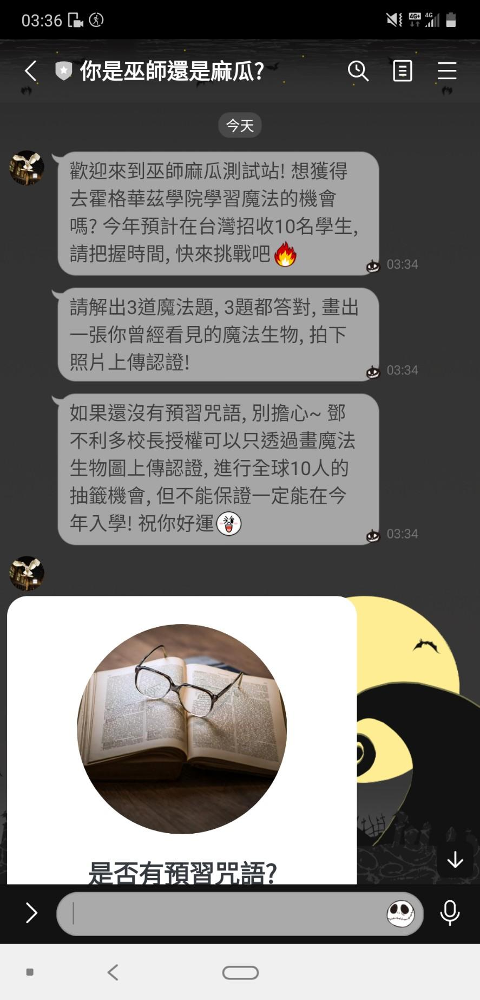 03:36
4G+ 4G
你是巫師還是麻瓜?
今天
歡迎來到巫師麻瓜測試站! 想獲得
去霍格華茲學院學習魔法的機會
嗎? 今年預計在台灣招收10名學生,
請把握時間, 快來挑戰吧🔥
03:34
請解出3道魔法題, 3題都答對, 畫出
一張你曾經看見的魔法生物, 拍下
照片上傳認證!
03:34
如果還沒有預習咒語, 別擔心~ 鄧
不利多校長授權可以只透過畫魔法
生物圖上傳認證, 進行全球10人的
抽籤機會, 但不能保證一定能在今
年入學! 祝你好運
03:34
是否有預習咒語?